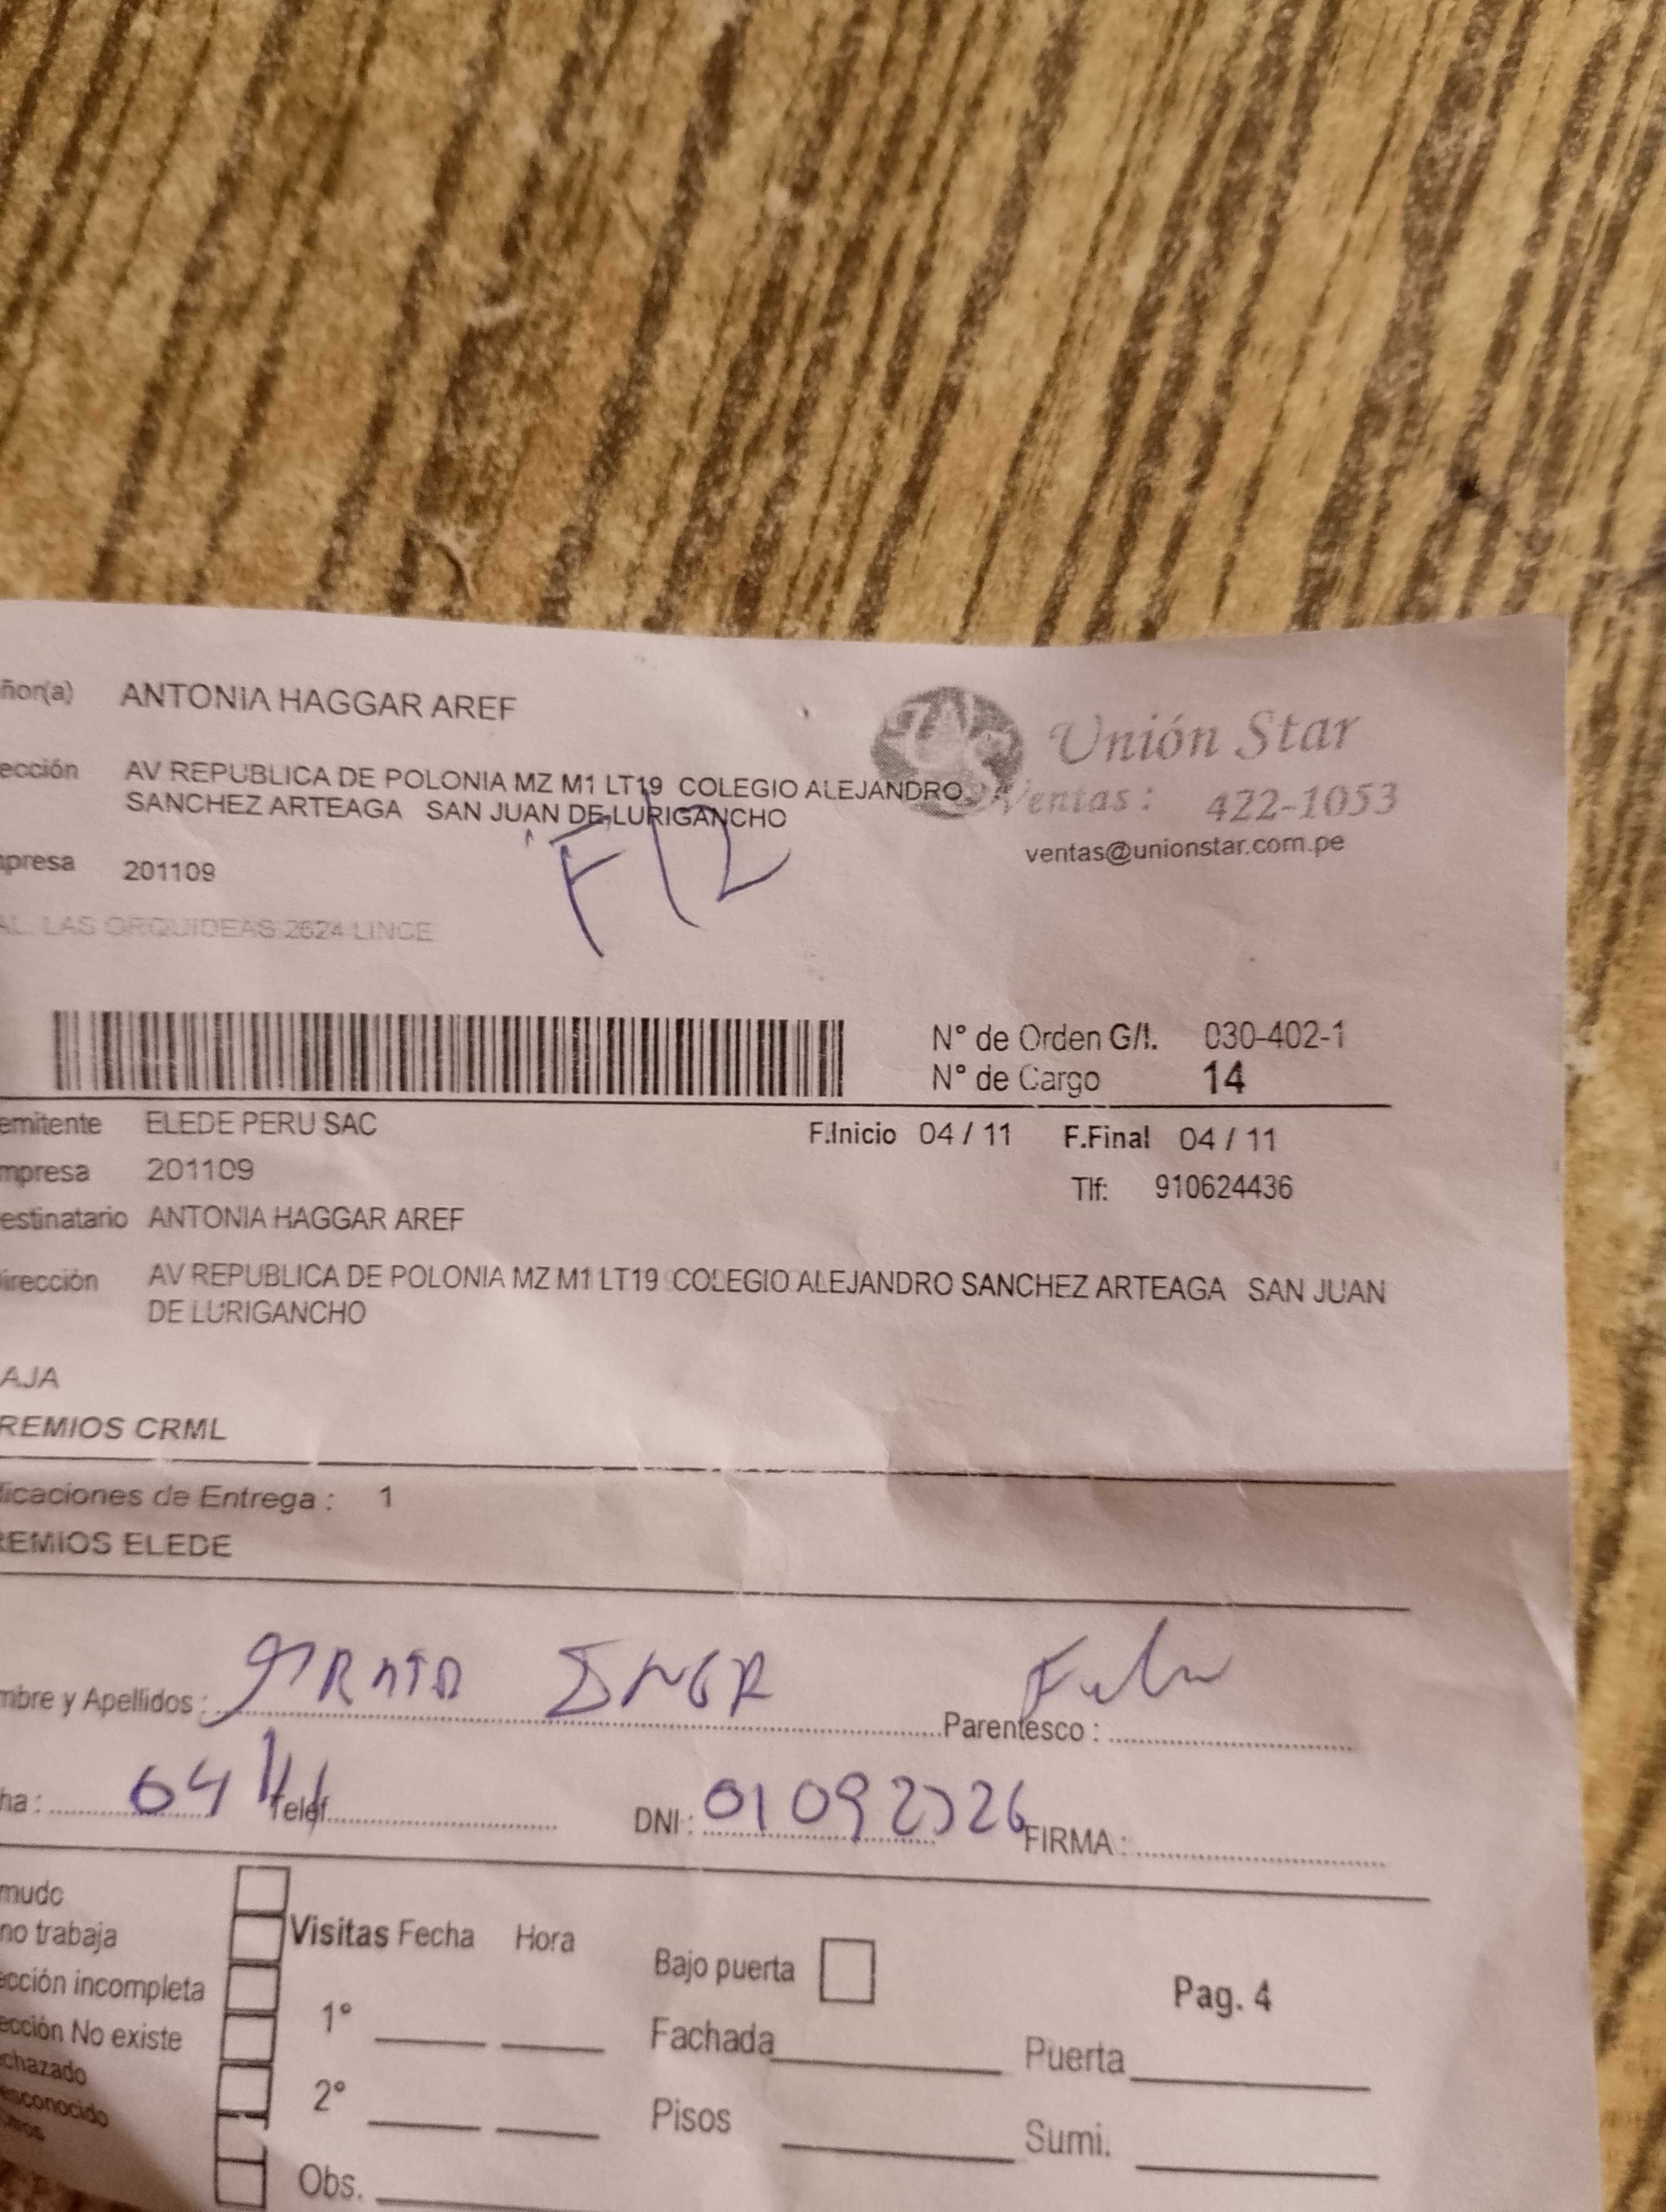 ñor(a) ANTONIA HAGGAR AREF
Unión Star
ección AV REPUBLICA DE POLONIA MZ M1 LT19 COLEGIO ALEJANDRO
SANCHEZ ARTEAGA SAN JUAN DE LURIGANCHO
Ventas: 422-1053
ventas@unionstar.com.pe
F12
mpresa 201109
AL. LAS ORQUIDEAS 2624 LINCE
N° de Orden G/I. 030-402-1
N° de Cargo 14
emitente ELEDE PERU SAC
F.Inicio 04 / 11 F.Final 04 / 11
mpresa 201109
Tlf: 910624436
estinatario ANTONIA HAGGAR AREF
irección AV REPUBLICA DE POLONIA MZ M1 LT19 COLEGIO ALEJANDRO SANCHEZ ARTEAGA SAN JUAN
DE LURIGANCHO
AJA
REMIOS CRML
dicaciones de Entrega : 1
REMIOS ELEDE
mbre y Apellidos : Parentesco :
ha : 04 11 Telef. DNI : FIRMA :
mudo
no trabaja
ección incompleta
ección No existe
chazado
esconocido
Visitas Fecha Hora
1°
2°
Obs.
Bajo puerta
Pag. 4
Fachada Puerta
Pisos Sumi.